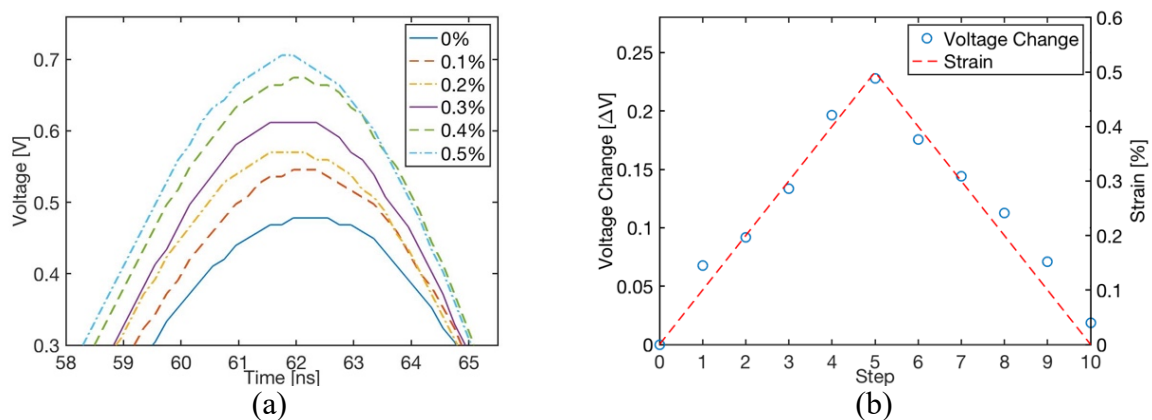 0.7
0.6
0.5
0.4
0.3
Voltage [V]
58 59 60 61 62 63 64 65
Time [ns]
0%
0.1%
0.2%
0.3%
0.4%
0.5%
(a)
0.25
0.2
0.15
0.1
0.05
0
Voltage Change [ΔV]
0 1 2 3 4 5 6 7 8 9 10
Step
Voltage Change
Strain
0.6
0.5
0.4
0.3
0.2
0.1
0
Strain [%]
(b)